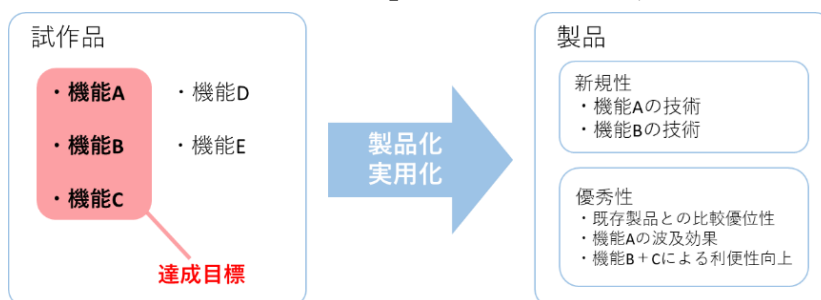 試作品
・機能A
・機能D
・機能B
・機能E
・機能C
達成目標
製品化
実用化
製品
新規性
・機能Aの技術
・機能Bの技術
優秀性
・既存製品との比較優位性
・機能Aの波及効果
・機能B+Cによる利便性向上